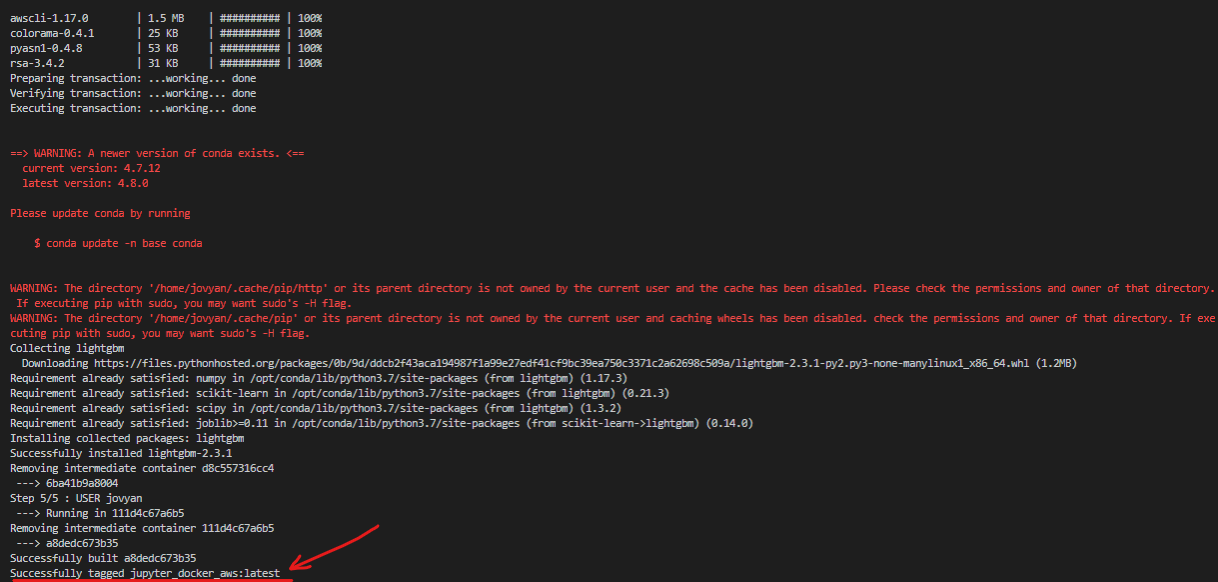 awscli-1.17.0        | 1.5 MB    | ########## | 100%
colorama-0.4.1       | 25 KB     | ########## | 100%
pyasn1-0.4.8         | 53 KB     | ########## | 100%
rsa-3.4.2            | 31 KB     | ########## | 100%
Preparing transaction: ...working... done
Verifying transaction: ...working... done
Executing transaction: ...working... done
==> WARNING: A newer version of conda exists. <==
  current version: 4.7.12
  latest version: 4.8.0
Please update conda by running
    $ conda update -n base conda
WARNING: The directory '/home/jovyan/.cache/pip/http' or its parent directory is not owned by the current user and the cache has been disabled. Please check the permissions and owner of that directory.
 If executing pip with sudo, you may want sudo's -H flag.
WARNING: The directory '/home/jovyan/.cache/pip' or its parent directory is not owned by the current user and caching wheels has been disabled. check the permissions and owner of that directory. If exe
cuting pip with sudo, you may want sudo's -H flag.
Collecting lightgbm
  Downloading https://files.pythonhosted.org/packages/0b/9d/ddcb2f43aca194987f1a99e27edf41cf9bc39ea750c3371c2a62698c509a/lightgbm-2.3.1-py2.py3-none-manylinux1_x86_64.whl (1.2MB)
Requirement already satisfied: numpy in /opt/conda/lib/python3.7/site-packages (from lightgbm) (1.17.3)
Requirement already satisfied: scikit-learn in /opt/conda/lib/python3.7/site-packages (from lightgbm) (0.21.3)
Requirement already satisfied: scipy in /opt/conda/lib/python3.7/site-packages (from lightgbm) (1.3.2)
Requirement already satisfied: joblib>=0.11 in /opt/conda/lib/python3.7/site-packages (from scikit-learn->lightgbm) (0.14.0)
Installing collected packages: lightgbm
Successfully installed lightgbm-2.3.1
Removing intermediate container d8c557316cc4
 ---> 6ba41b9a8004
Step 5/5 : USER jovyan
 ---> Running in 111d4c67a6b5
Removing intermediate container 111d4c67a6b5
 ---> a8dedc673b35
Successfully built a8dedc673b35
Successfully tagged jupyter_docker_aws:latest